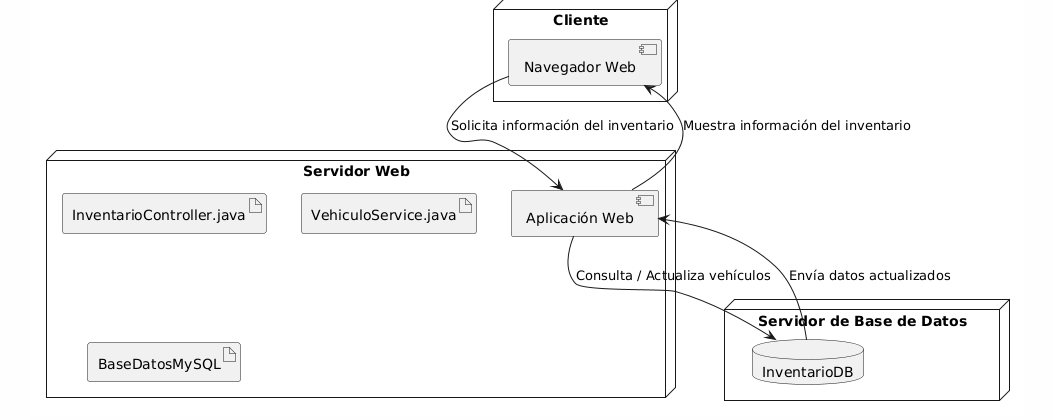 Cliente
Navegador Web
Solicita información del inventario
Muestra información del inventario
Servidor Web
InventarioController.java
VehiculoService.java
Aplicación Web
Consulta / Actualiza vehículos
Envía datos actualizados
Servidor de Base de Datos
BaseDatosMySQL
InventarioDB